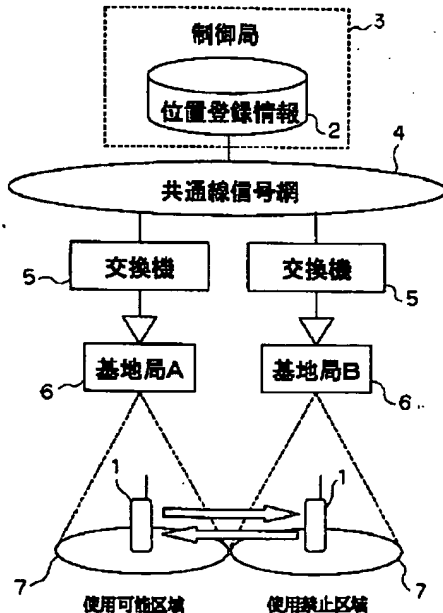 3
制御局
位置登録情報
2
4
共通線信号網
5
交換機
交換機
5
6
基地局A
基地局B
6
1
1
7
7
使用可能区域
使用禁止区域